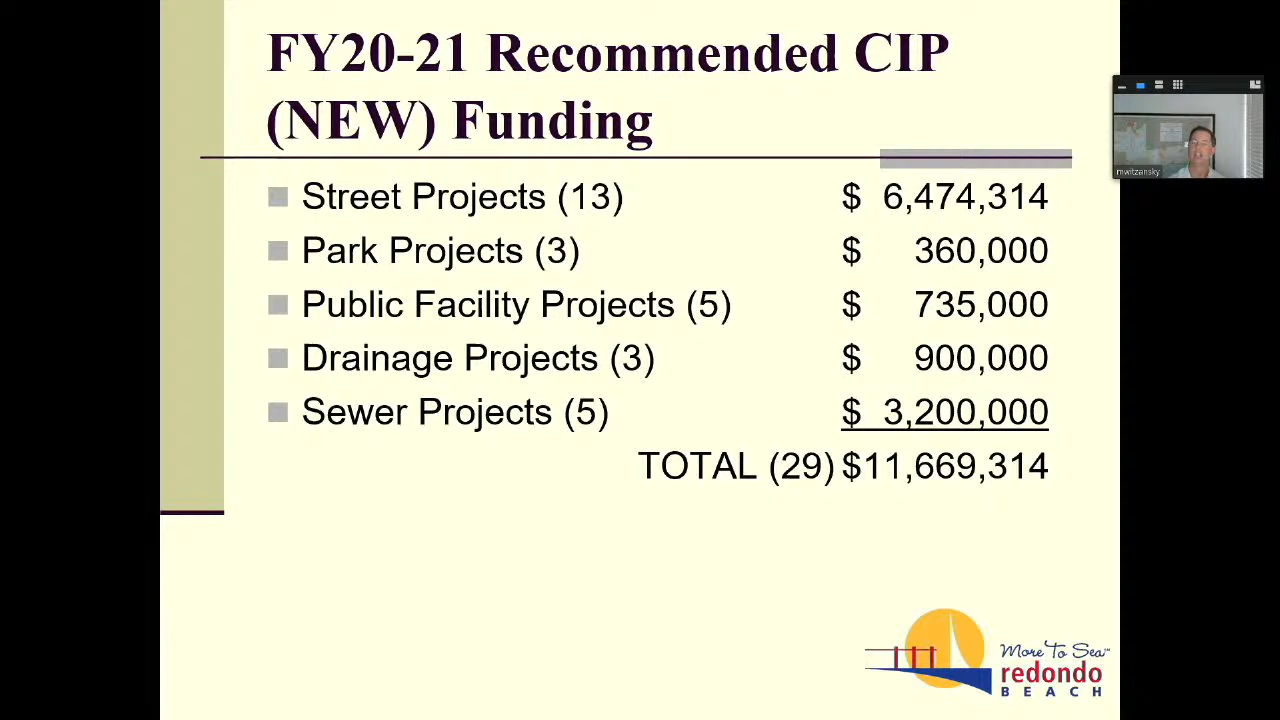 FY20-21 Recommended CIP
(NEW) Funding
Street Projects (13) $ 6,474,314
Park Projects (3) $ 360,000
Public Facility Projects (5) $ 735,000
Drainage Projects (3) $ 900,000
Sewer Projects (5) $ 3,200,000
TOTAL (29) $11,669,314
mwitzansky
More To Sea™
redondo
BEACH